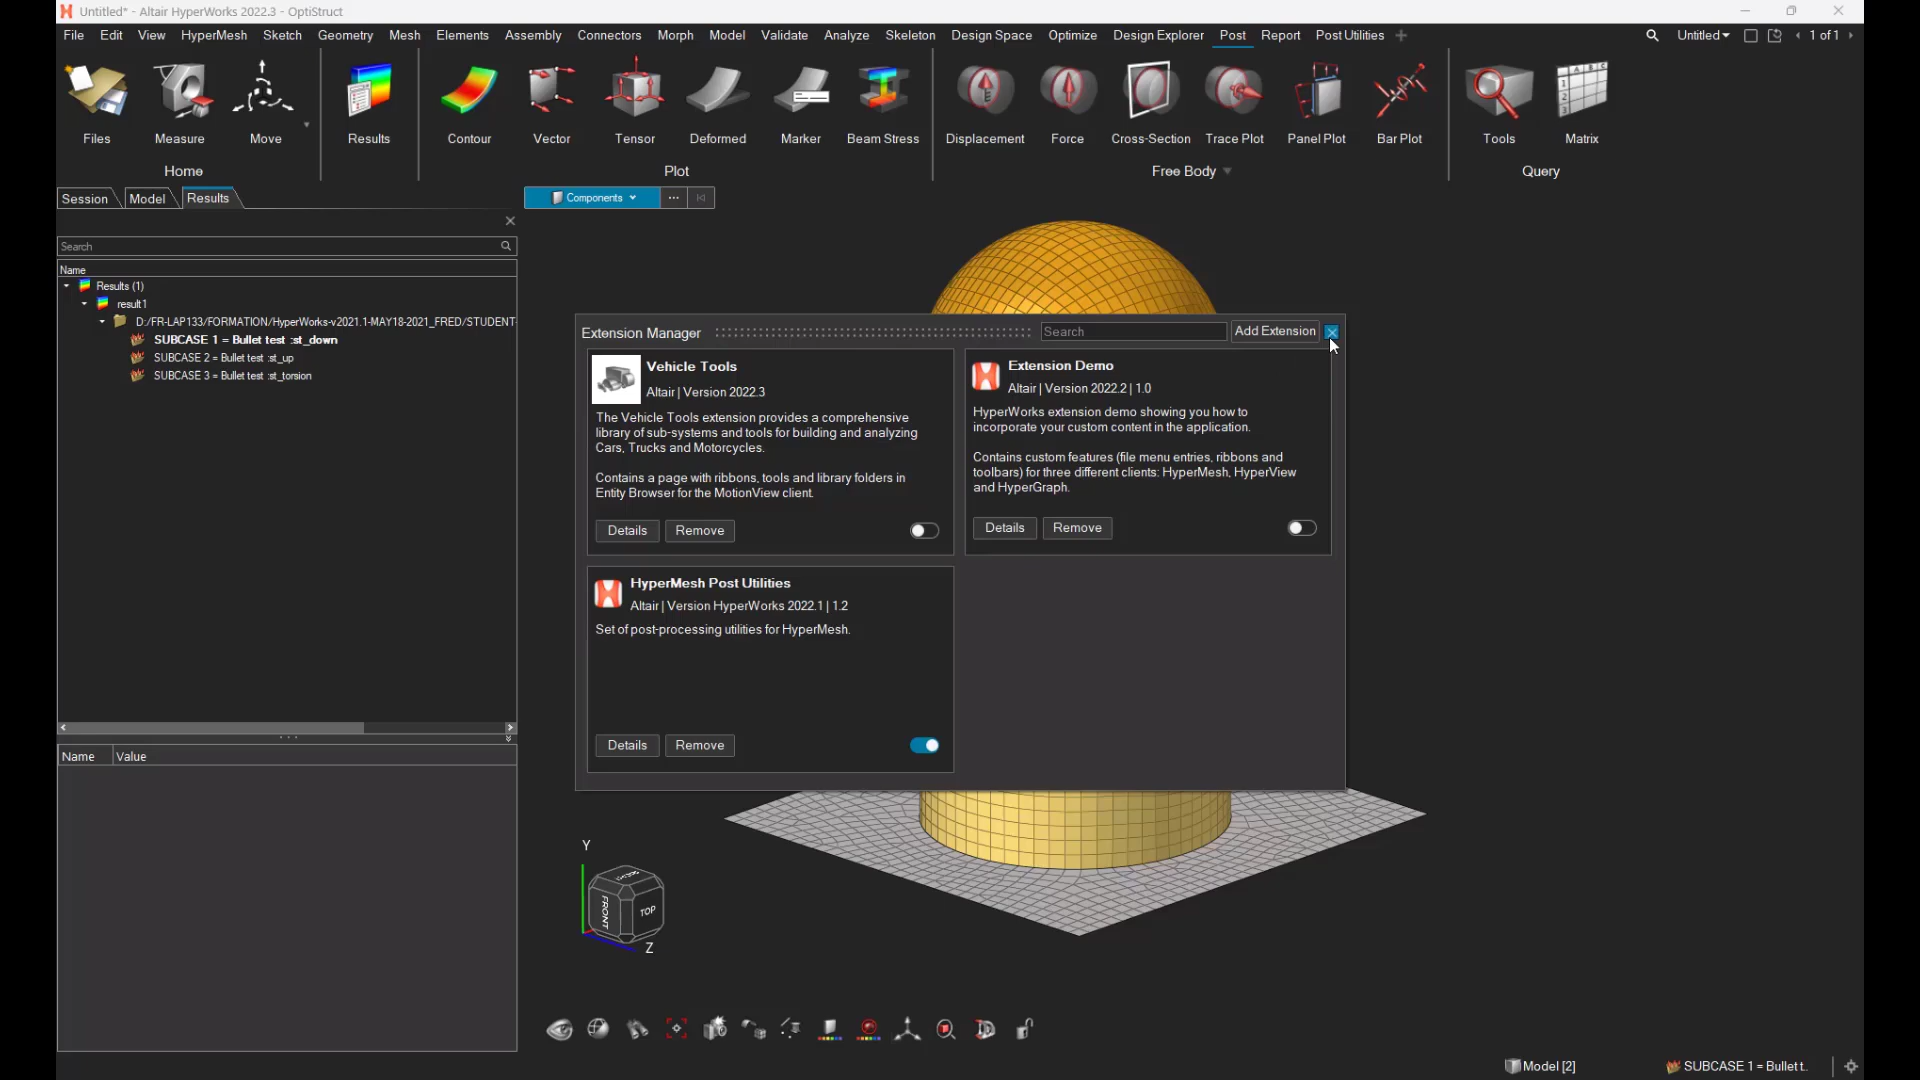 Untitled* - Altair HyperWorks 2022.3 - OptiStruct
File Edit View HyperMesh Sketch Geometry Mesh Elements Assembly Connectors Morph Model Validate Analyze Skeleton Design Space Optimize Design Explorer Post Report Post Utilities
Untitled 1 of 1
Files Measure Move Results Contour Vector Tensor Deformed Marker Beam Stress Displacement Force Cross-Section Trace Plot Panel Plot Bar Plot Tools Matrix
Home Plot Free Body Query
Session Model Results
Components
Search
Name
Results (1)
result1
D:/FR-LAP133/FORMATION/HyperWorks-v2021.1-MAY18-2021_FRED/STUDENT
SUBCASE 1 = Bullet test :st_down
SUBCASE 2 = Bullet test :st_up
SUBCASE 3 = Bullet test :st_torsion
Name Value
Extension Manager
Search
Add Extension
Vehicle Tools
Altair | Version 2022.3
The Vehicle Tools extension provides a comprehensive
library of sub-systems and tools for building and analyzing
Cars, Trucks and Motorcycles.
Contains a page with ribbons, tools and library folders in
Entity Browser for the MotionView client.
Details Remove
Extension Demo
Altair | Version 2022.2 | 1.0
HyperWorks extension demo showing you how to
incorporate your custom content in the application.
Contains custom features (file menu entries, ribbons and
toolbars) for three different clients: HyperMesh, HyperView
and HyperGraph.
Details Remove
HyperMesh Post Utilities
Altair | Version HyperWorks 2022.1 | 1.2
Set of post-processing utilities for HyperMesh.
Details Remove
Y
FRONT
TOP
Z
Model [2]
SUBCASE 1 = Bullet t..